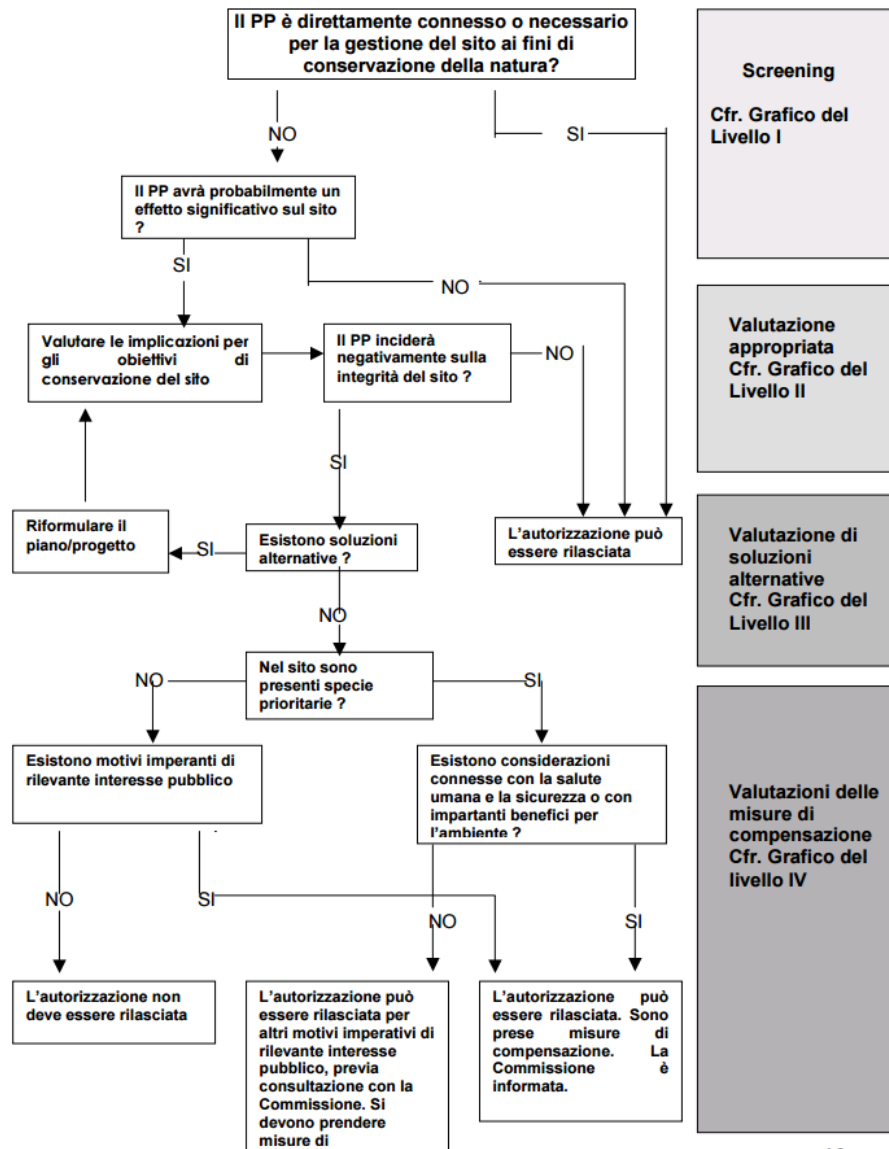 Il PP è direttamente connesso o necessario
per la gestione del sito ai fini di
conservazione della natura?
Screening
Cfr. Grafico del
Livello I
NO
SI
Il PP avrà probabilmente un
effetto significativo sul sito
?
SI
NO
Valutare le implicazioni per
gli obiettivi di
conservazione del sito
Il PP inciderà
negativamente sulla
integrità del sito ?
NO
Valutazione
appropriata
Cfr. Grafico del
Livello II
SI
Riformulare il
piano/progetto
SI
Esistono soluzioni
alternative ?
L'autorizzazione può
essere rilasciata
Valutazione di
soluzioni
alternative
Cfr. Grafico del
Livello III
NO
Nel sito sono
presenti specie
prioritarie ?
NO
SI
Esistono motivi imperanti di
rilevante interesse pubblico
Esistono considerazioni
connesse con la salute
umana e la sicurezza o con
impartanti benefici per
l'ambiente ?
Valutazioni delle
misure di
compensazione
Cfr. Grafico del
livello IV
NO
SI
NO
SI
L'autorizzazione non
deve essere rilasciata
L'autorizzazione può
essere rilasciata per
altri motivi imperativi di
rilevante interesse
pubblico, previa
consultazione con la
Commissione. Si
devono prendere
misure di
L'autorizzazione può
essere rilasciata. Sono
prese misure di
compensazione. La
Commissione è
informata.